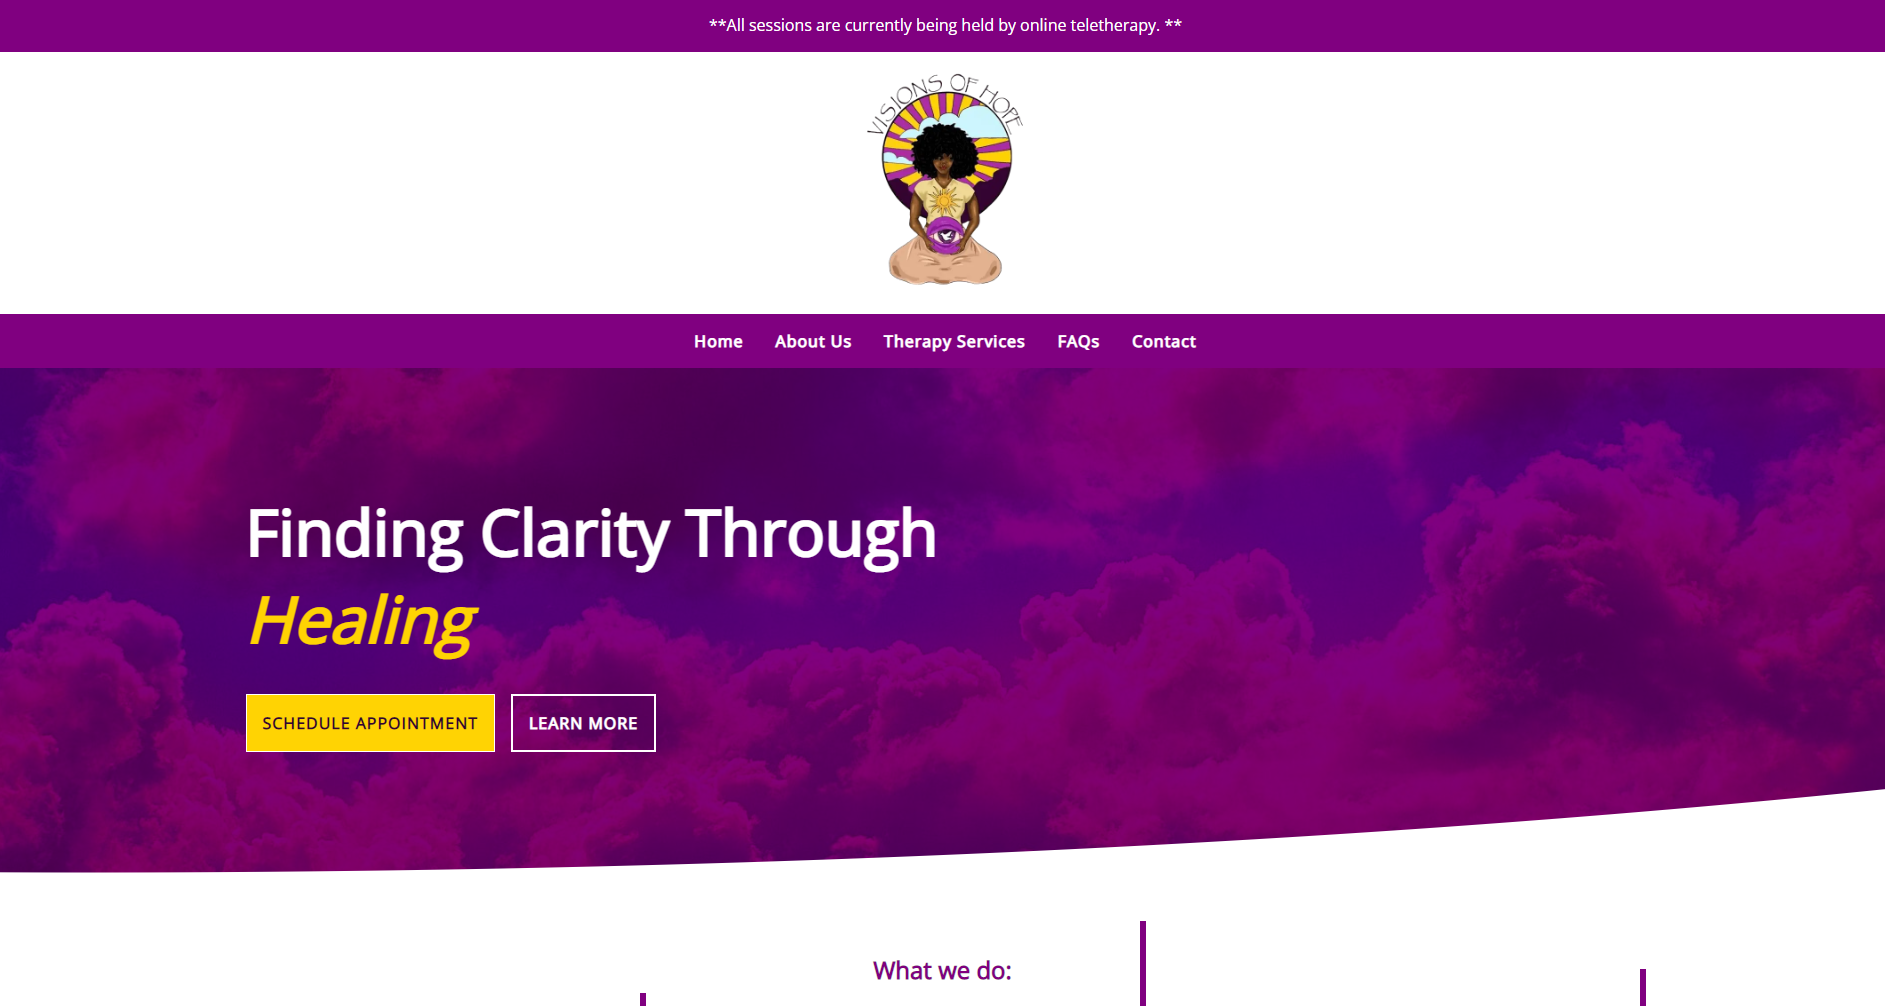 **All sessions are currently being held by online teletherapy. **
VISIONS OF HOPE
Home About Us Therapy Services FAQs Contact
Finding Clarity Through
Healing
SCHEDULE APPOINTMENT LEARN MORE
What we do: